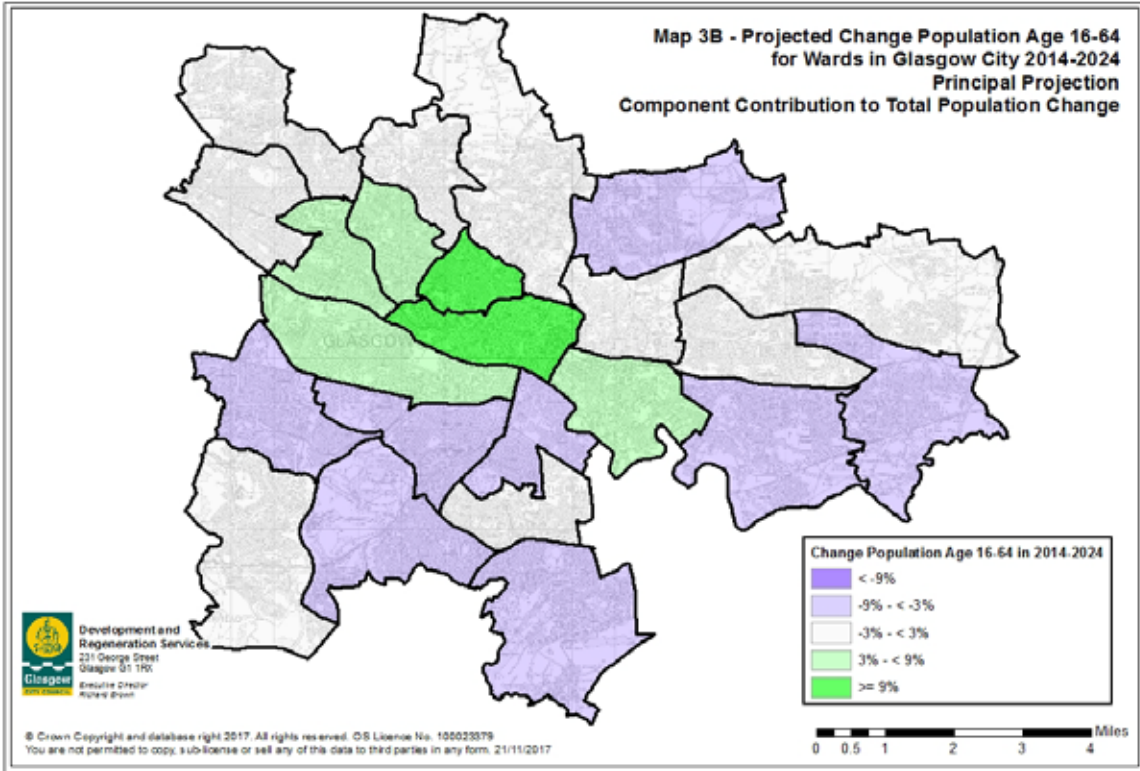 Map 3B - Projected Change Population Age 16-64
for Wards in Glasgow City 2014-2024
Principal Projection
Component Contribution to Total Population Change
GLASGOW
Change Population Age 16-64 in 2014-2024
< -9%
-9% - < -3%
-3% - < 3%
3% - < 9%
>= 9%
Development and
Regeneration Services
231 George Street
Glasgow G1 1RX
Executive Director
Richard Brown
Glasgow
CITY COUNCIL
Miles
0 0.5 1 2 3 4
© Crown Copyright and database right 2017. All rights reserved. OS Licence No. 100023379
You are not permitted to copy, sub-license or sell any of this data to third parties in any form. 21/11/2017